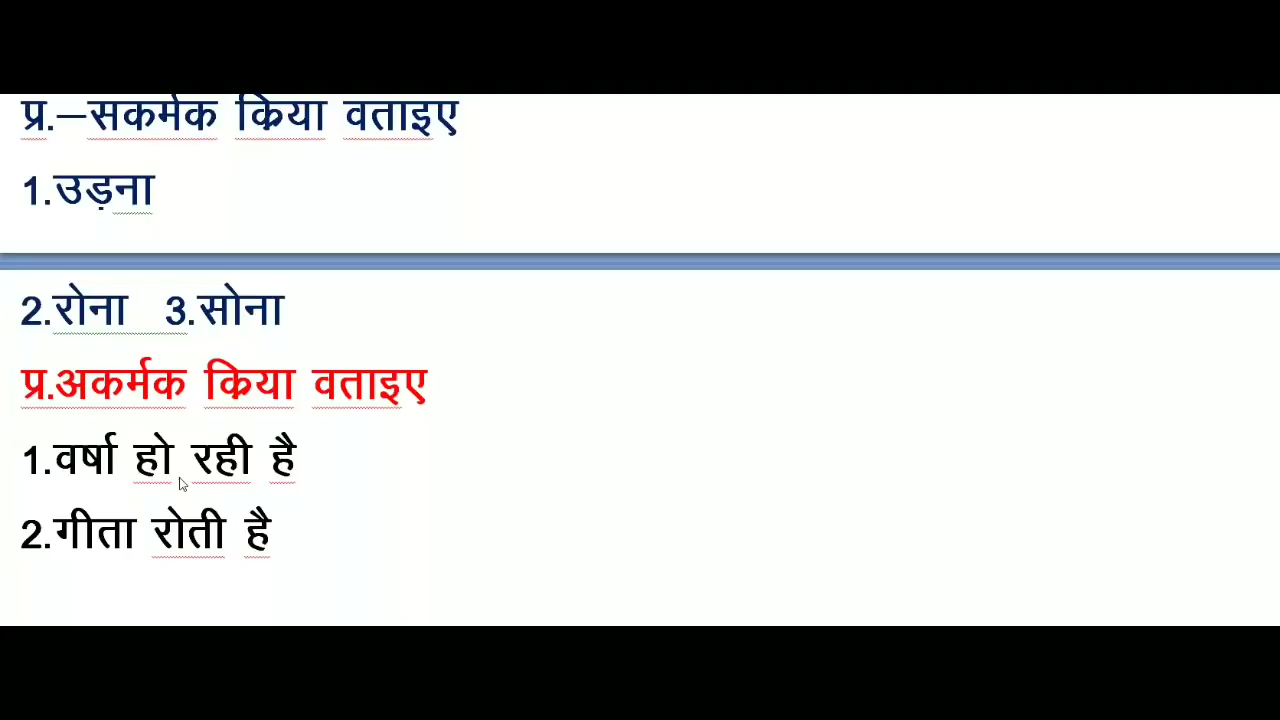 प्र.–सकर्मक क्रिया वताइए
1.उड़ना
2.रोना 3.सोना
प्र.अकर्मक क्रिया वताइए
1.वर्षा हो रही है
2.गीता रोती है